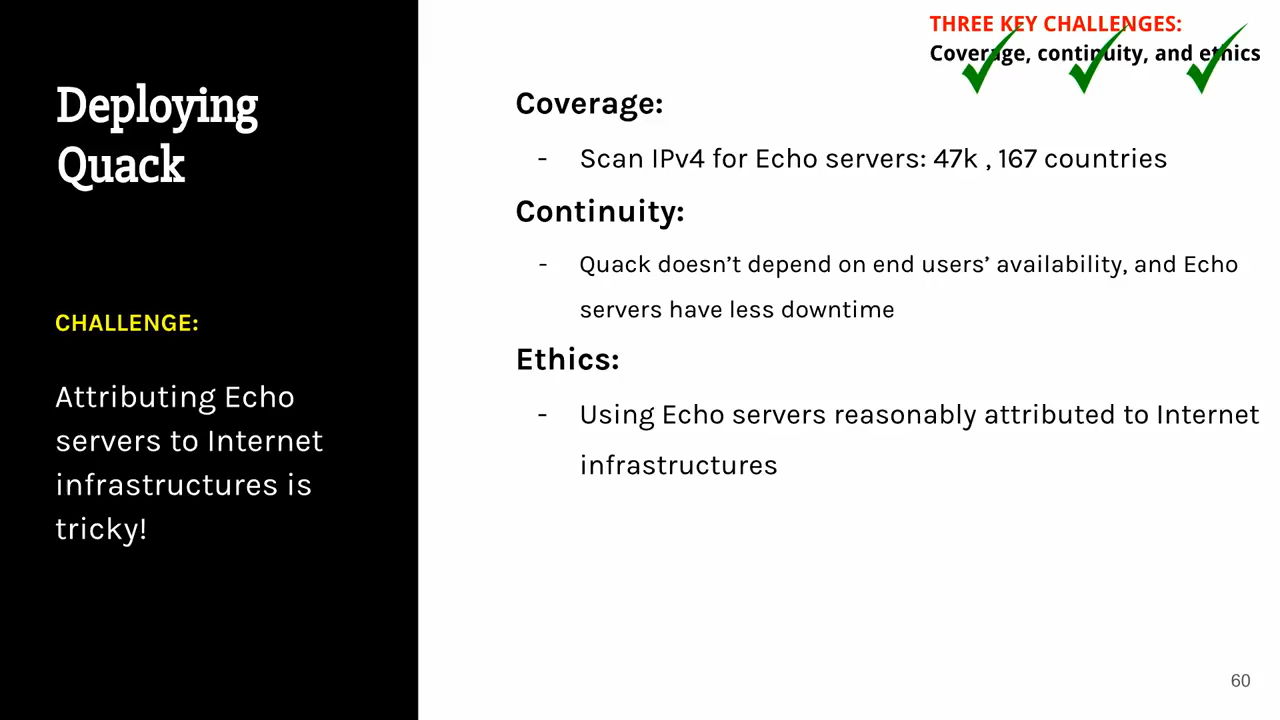 Deploying
Quack
CHALLENGE:
Attributing Echo
servers to Internet
infrastructures is
tricky!
THREE KEY CHALLENGES:
Coverage, continuity, and ethics
Coverage:
- Scan IPv4 for Echo servers: 47k , 167 countries
Continuity:
- Quack doesn’t depend on end users’ availability, and Echo
servers have less downtime
Ethics:
- Using Echo servers reasonably attributed to Internet
infrastructures
60